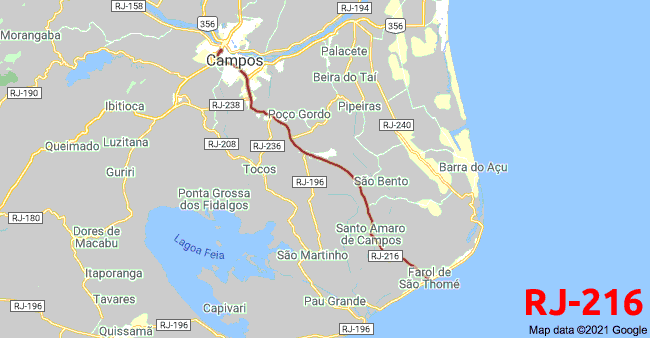 RJ-158
RJ-194
356
356
Morangaba
Campos
Palacete
Beira do Taí
RJ-190
Ibitioca
RJ-238
Poço Gordo
Pipeiras
RJ-240
Queimado
Luzitana
RJ-208
RJ-236
Guriri
Tocos
RJ-196
São Bento
Barra do Açu
Ponta Grossa
dos Fidalgos
RJ-180
Dores de
Macabu
Lagoa Feia
Santo Amaro
de Campos
São Martinho
RJ-216
Itaporanga
Farol de
São Thomé
Tavares
Capivari
Pau Grande
RJ-196
Quissamã
RJ-196
RJ-196
RJ-216
Map data ©2021 Google